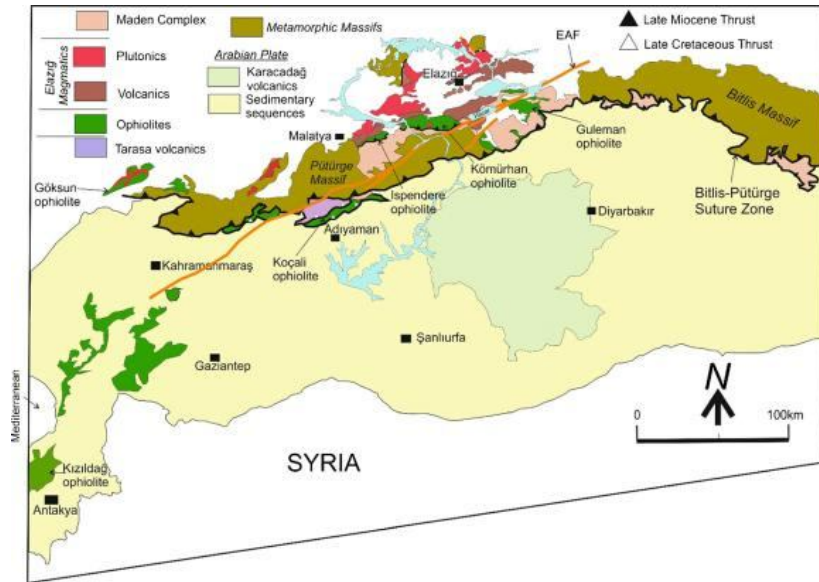 Maden Complex
Metamorphic Massifs
Elazığ
Magmatics
Plutonics
Volcanics
Ophiolites
Tarasa volcanics
Arabian Plate
Karacadağ
volcanics
Sedimentary
sequences
EAF
Late Miocene Thrust
Late Cretaceous Thrust
Elazığ
Malatya
Bitlis Massif
Guleman
ophiolite
Pütürge
Massif
Kömürhan
ophiolite
Göksun
ophiolite
Ispendere
ophiolite
Bitlis-Pütürge
Suture Zone
Diyarbakır
Adıyaman
Koçali ophiolite
Kahramanmaraş
Şanlıurfa
Gaziantep
Mediterranean
N
0 100km
SYRIA
Kızıldağ
ophiolite
Antakya